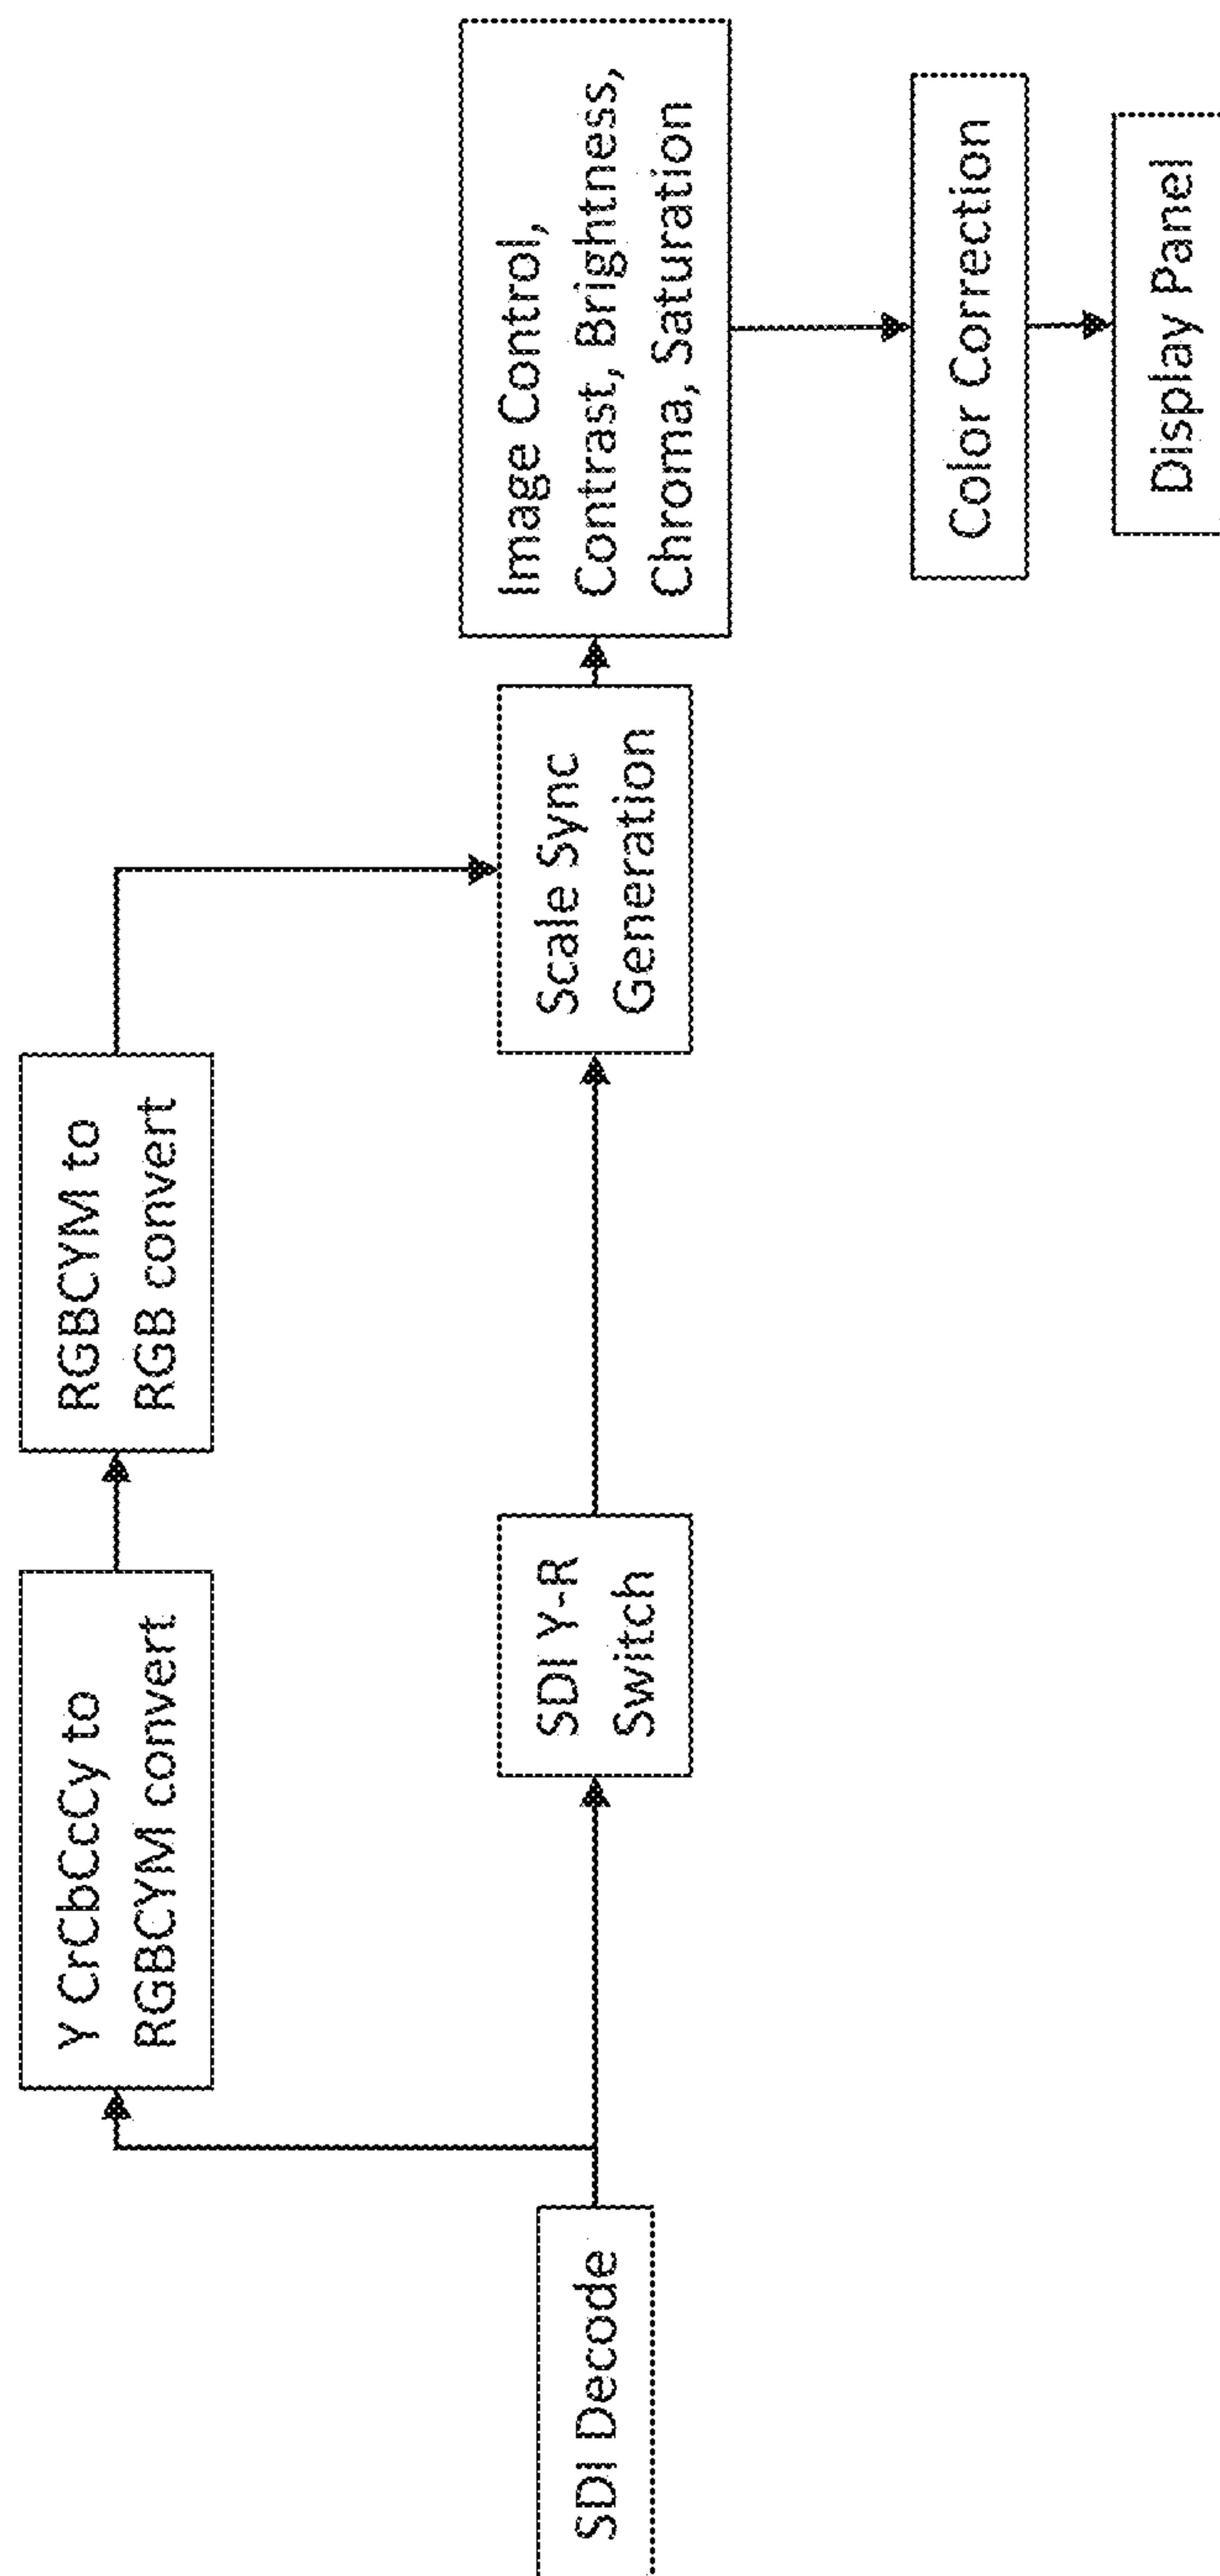 SDI Decode
Y CrCbCcCy to
RGBCYM convert
RGBCYM to
RGB convert
SDI Y-R
Switch
Scale Sync
Generation
Image Control,
Contrast, Brightness,
Chroma, Saturation
Color Correction
Display Panel